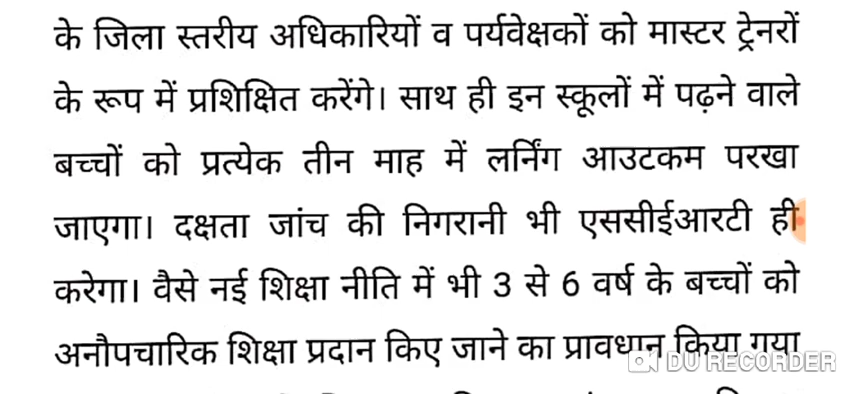 के जिला स्तरीय अधिकारियों व पर्यवेक्षकों को मास्टर ट्रेनरों
के रूप में प्रशिक्षित करेंगे। साथ ही इन स्कूलों में पढ़ने वाले
बच्चों को प्रत्येक तीन माह में लर्निंग आउटकम परखा
जाएगा। दक्षता जांच की निगरानी भी एससीईआरटी ही
करेगा। वैसे नई शिक्षा नीति में भी 3 से 6 वर्ष के बच्चों को
अनौपचारिक शिक्षा प्रदान किए जाने का प्रावधान किया गया
DU RECORDER